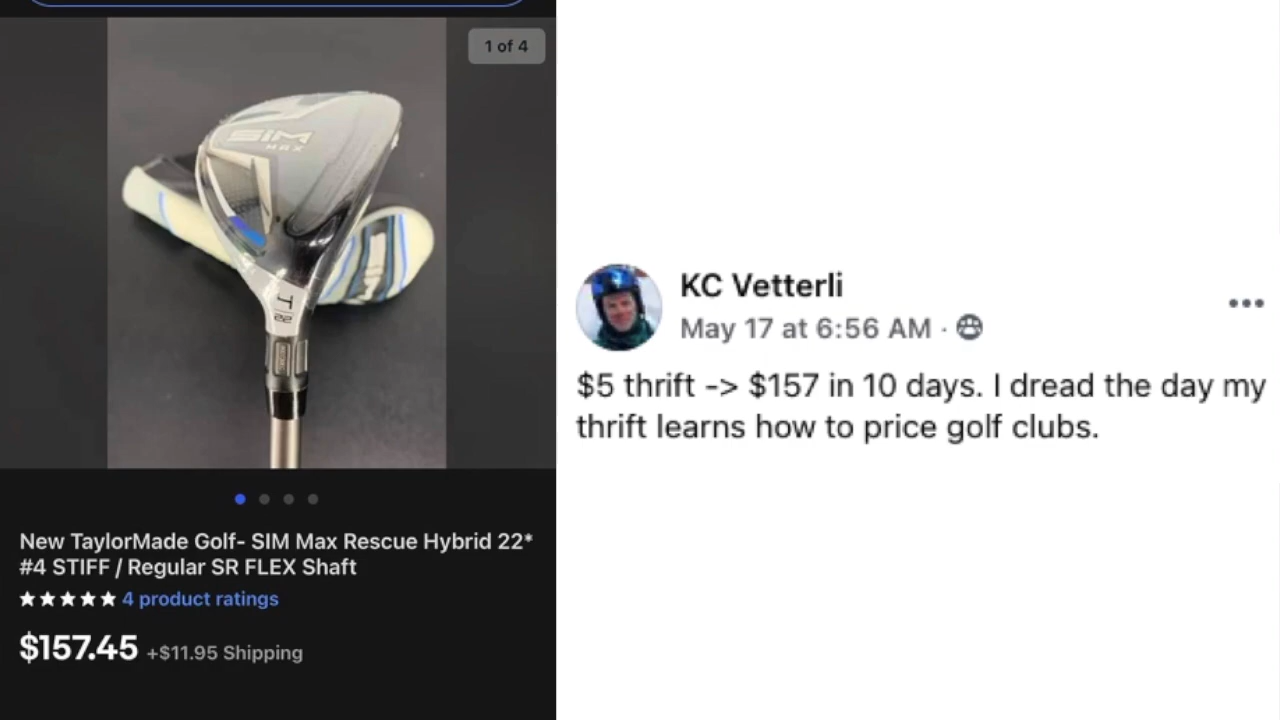 1 of 4
SiM
MAX
T
22
New TaylorMade Golf- SIM Max Rescue Hybrid 22*
#4 STIFF / Regular SR FLEX Shaft
4 product ratings
$157.45 +$11.95 Shipping
KC Vetterli
May 17 at 6:56 AM ·
$5 thrift -> $157 in 10 days. I dread the day my
thrift learns how to price golf clubs.